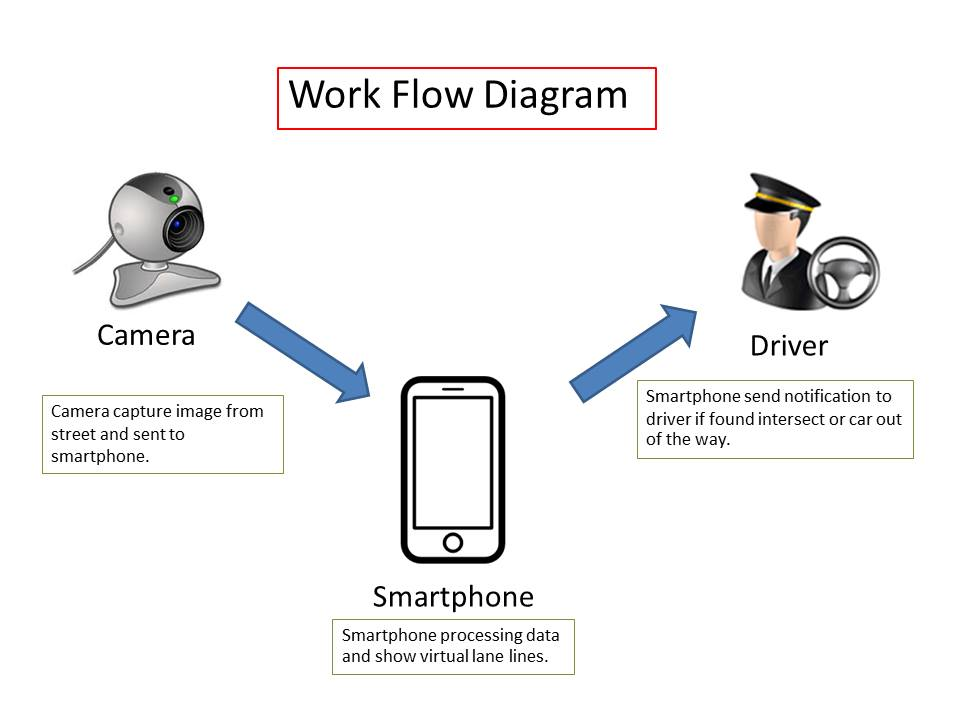 Work Flow Diagram
Camera
Driver
Camera capture image from
street and sent to
smartphone.
Smartphone send notification to
driver if found intersect or car out
of the way.
Smartphone
Smartphone processing data
and show virtual lane lines.